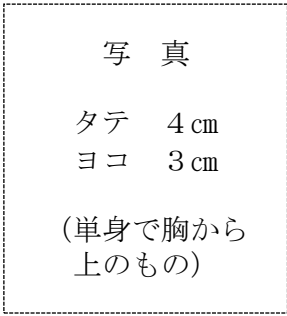 写　真
タテ　４㎝
ヨコ　３㎝
(単身で胸から
上のもの)